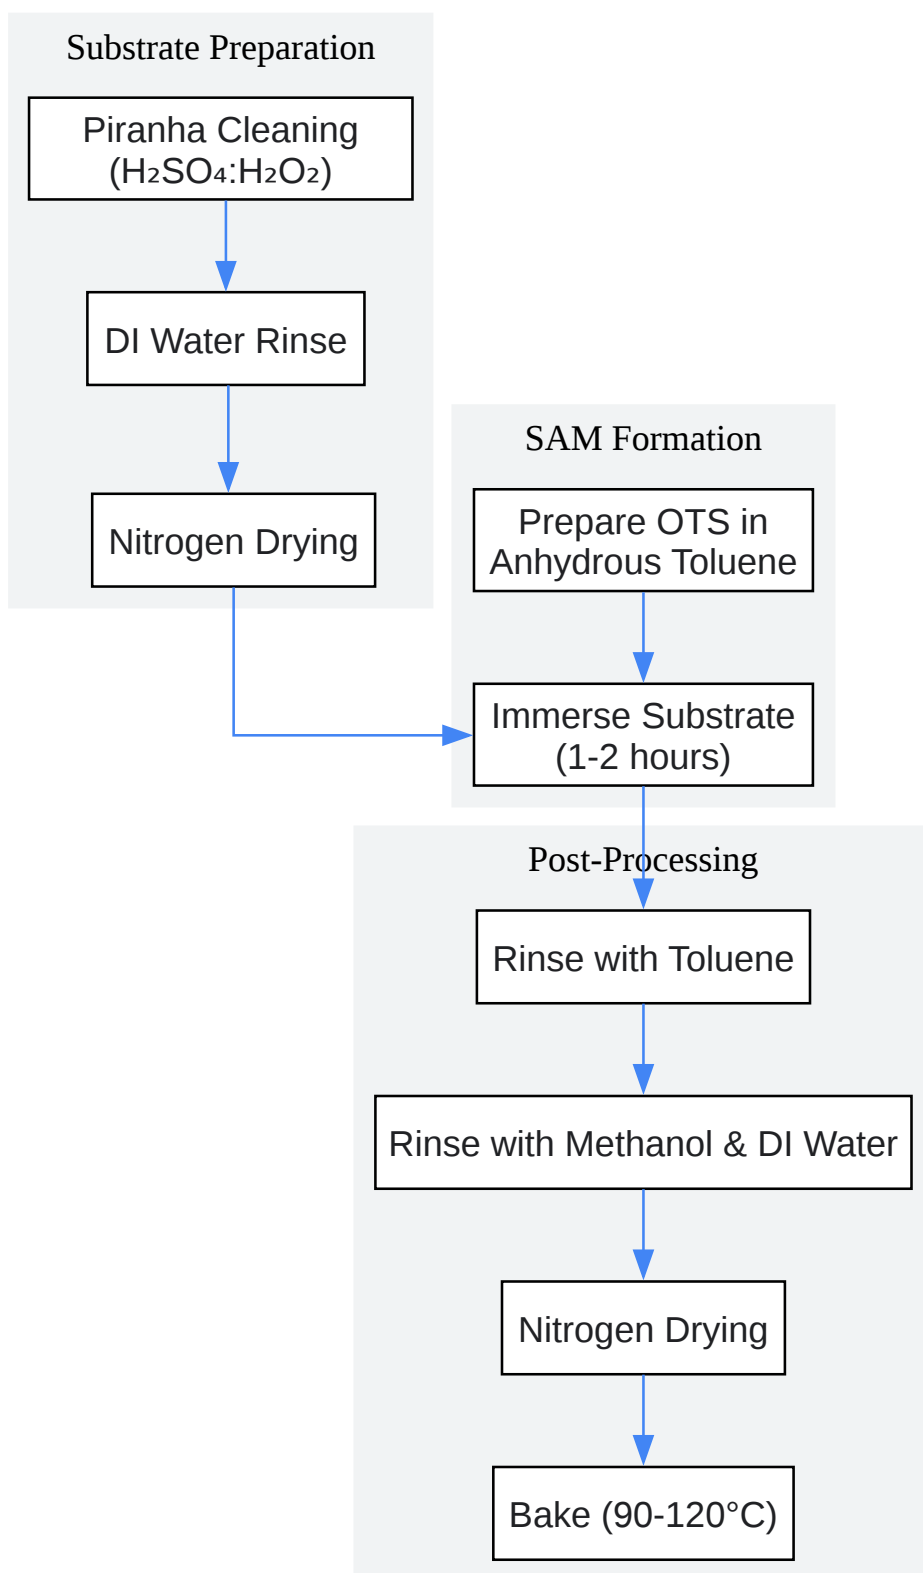 Substrate Preparation
Piranha Cleaning
(H₂SO₄:H₂O₂)
DI Water Rinse
Nitrogen Drying
SAM Formation
Prepare OTS in
Anhydrous Toluene
Immerse Substrate
(1-2 hours)
Post-Processing
Rinse with Toluene
Rinse with Methanol & DI Water
Nitrogen Drying
Bake (90-120°C)